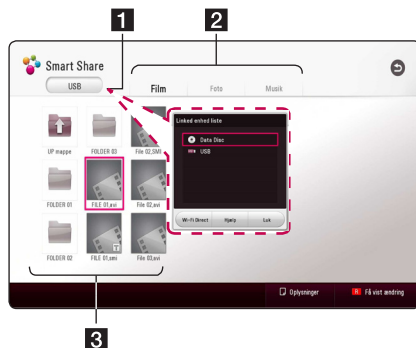 1
2
Smart Share
USB
Film
Foto
Musik
Linked enhed liste
Data Disc
USB
Wi-Fi Direct
Hjælp
Luk
UP mappe
FOLDER 03
File 02,SMI
FOLDER 01
FILE 01,avi
File 02,avi
FOLDER 02
FILE 01,smi
File 03,avi
Oplysninger
R Få vist ændring
3